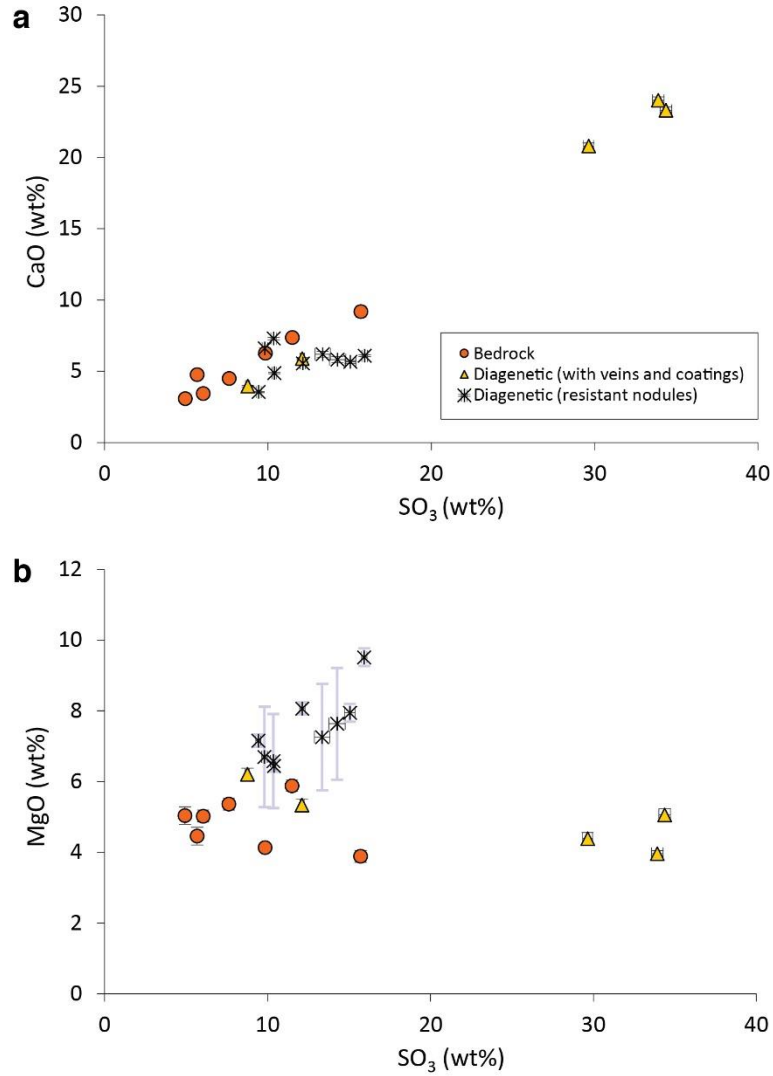 a
30
25
20
15
10
5
0
CaO (wt%)
Bedrock
Diagenetic (with veins and coatings)
Diagenetic (resistant nodules)
0 10 20 30 40
SO₃ (wt%)
b
12
10
8
6
4
2
0
MgO (wt%)
0 10 20 30 40
SO₃ (wt%)